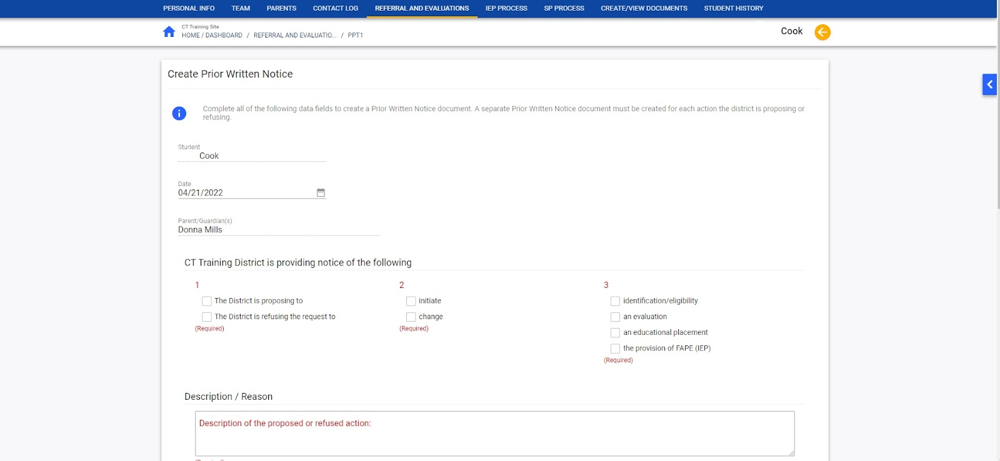 PERSONAL INFO TEAM PARENTS CONTACT LOG REFERRAL AND EVALUATIONS IEP PROCESS SP PROCESS CREATE/VIEW DOCUMENTS STUDENT HISTORY
CT Training Site
HOME / DASHBOARD / REFERRAL AND EVALUATIO... / PPT1
Cook
Create Prior Written Notice
Complete all of the following data fields to create a Prior Written Notice document. A separate Prior Written Notice document must be created for each action the district is proposing or
refusing.
Student
Cook
Date
04/21/2022
Parent/Guardian(s)
Donna Mills
CT Training District is providing notice of the following
1
The District is proposing to
The District is refusing the request to
(Required)
2
initiate
change
(Required)
3
identification/eligibility
an evaluation
an educational placement
the provision of FAPE (IEP)
(Required)
Description / Reason
Description of the proposed or refused action: